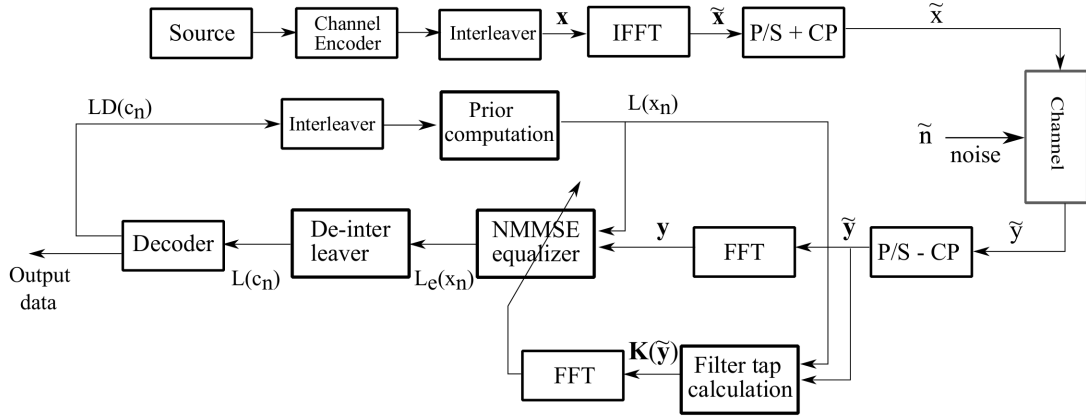 Source
Channel
Encoder
Interleaver
x
IFFT
x̃
P/S + CP
x̃
Channel
ñ
noise
ỹ
P/S - CP
ỹ
FFT
y
NMMSE
equalizer
Le(xn)
De-inter
leaver
L(cn)
Decoder
Output
data
LD(cn)
Interleaver
Prior
computation
L(xn)
Filter tap
calculation
K(ỹ)
FFT